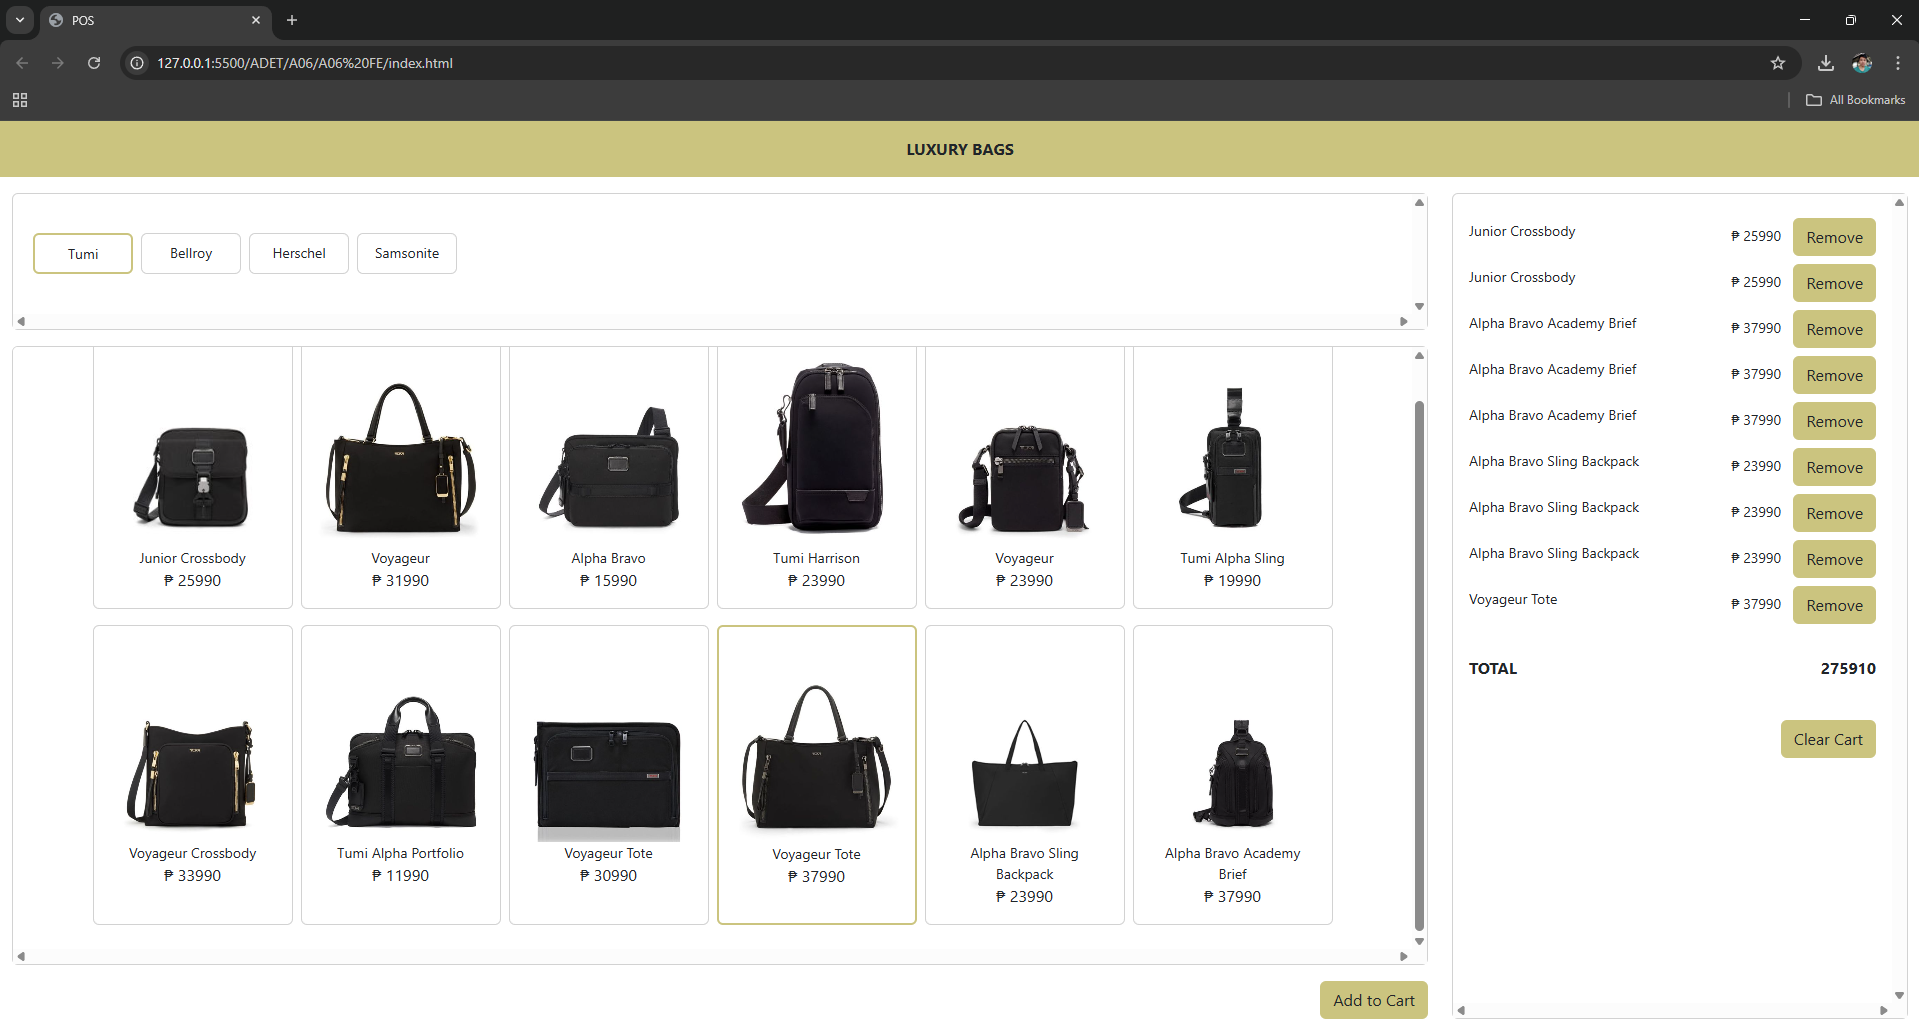 POS
127.0.0.1:5500/ADET/A06/A06%20FE/index.html
All Bookmarks
LUXURY BAGS
Tumi
Bellroy
Herschel
Samsonite
Junior Crossbody
₱ 25990
Voyageur
₱ 31990
Alpha Bravo
₱ 15990
Tumi Harrison
₱ 23990
Voyageur
₱ 23990
Tumi Alpha Sling
₱ 19990
Voyageur Crossbody
₱ 33990
Tumi Alpha Portfolio
₱ 11990
Voyageur Tote
₱ 30990
Voyageur Tote
₱ 37990
Alpha Bravo Sling
Backpack
₱ 23990
Alpha Bravo Academy
Brief
₱ 37990
Add to Cart
Junior Crossbody ₱ 25990 Remove
Junior Crossbody ₱ 25990 Remove
Alpha Bravo Academy Brief ₱ 37990 Remove
Alpha Bravo Academy Brief ₱ 37990 Remove
Alpha Bravo Academy Brief ₱ 37990 Remove
Alpha Bravo Sling Backpack ₱ 23990 Remove
Alpha Bravo Sling Backpack ₱ 23990 Remove
Alpha Bravo Sling Backpack ₱ 23990 Remove
Voyageur Tote ₱ 37990 Remove
TOTAL 275910
Clear Cart